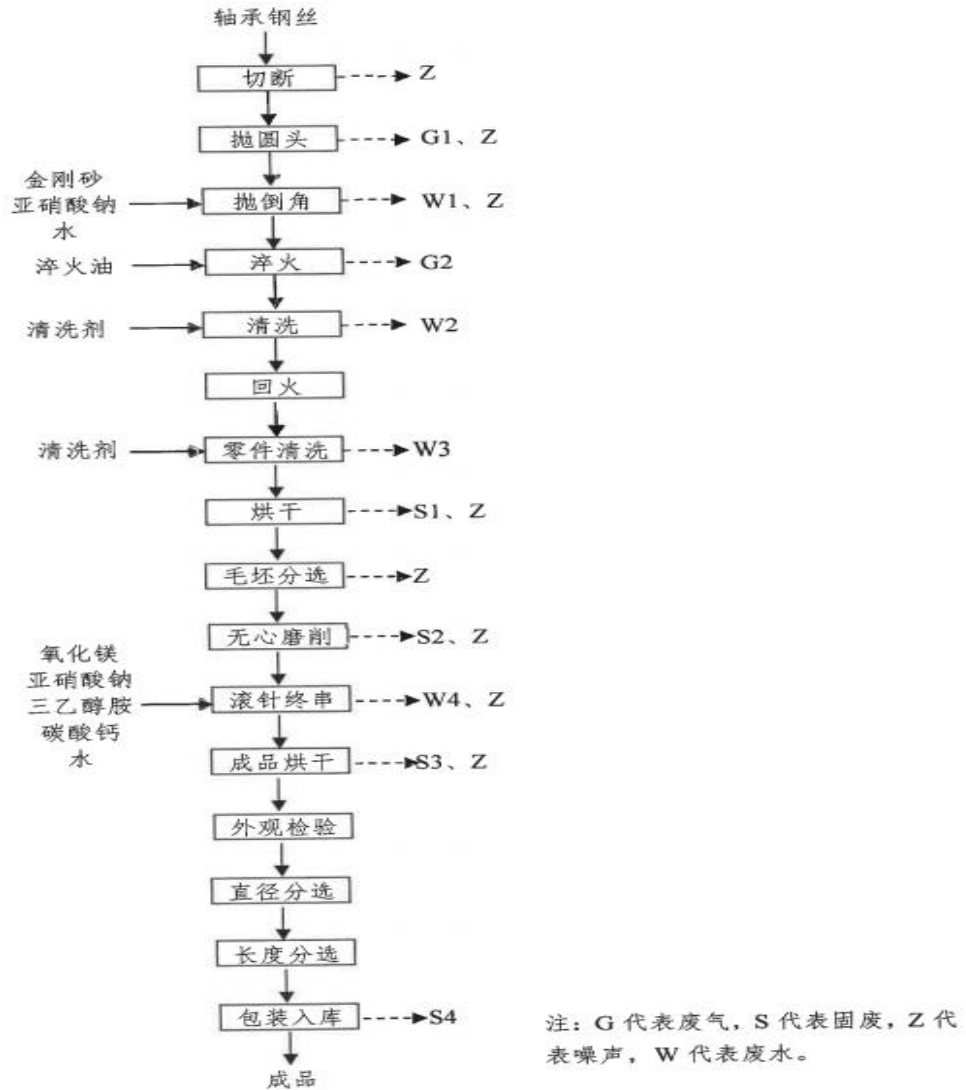 轴承钢丝
切断
Z
抛圆头
G1、Z
金刚砂
亚硝酸钠
水
抛倒角
W1、Z
淬火油
淬火
G2
清洗剂
清洗
W2
回火
清洗剂
零件清洗
W3
烘干
S1、Z
毛坯分选
Z
无心磨削
S2、Z
氧化镁
亚硝酸钠
三乙醇胺
碳酸钙
水
滚针终串
W4、Z
成品烘干
S3、Z
外观检验
直径分选
长度分选
包装入库
S4
成品
注：G 代表废气，S 代表固废，Z 代
表噪声，W 代表废水。